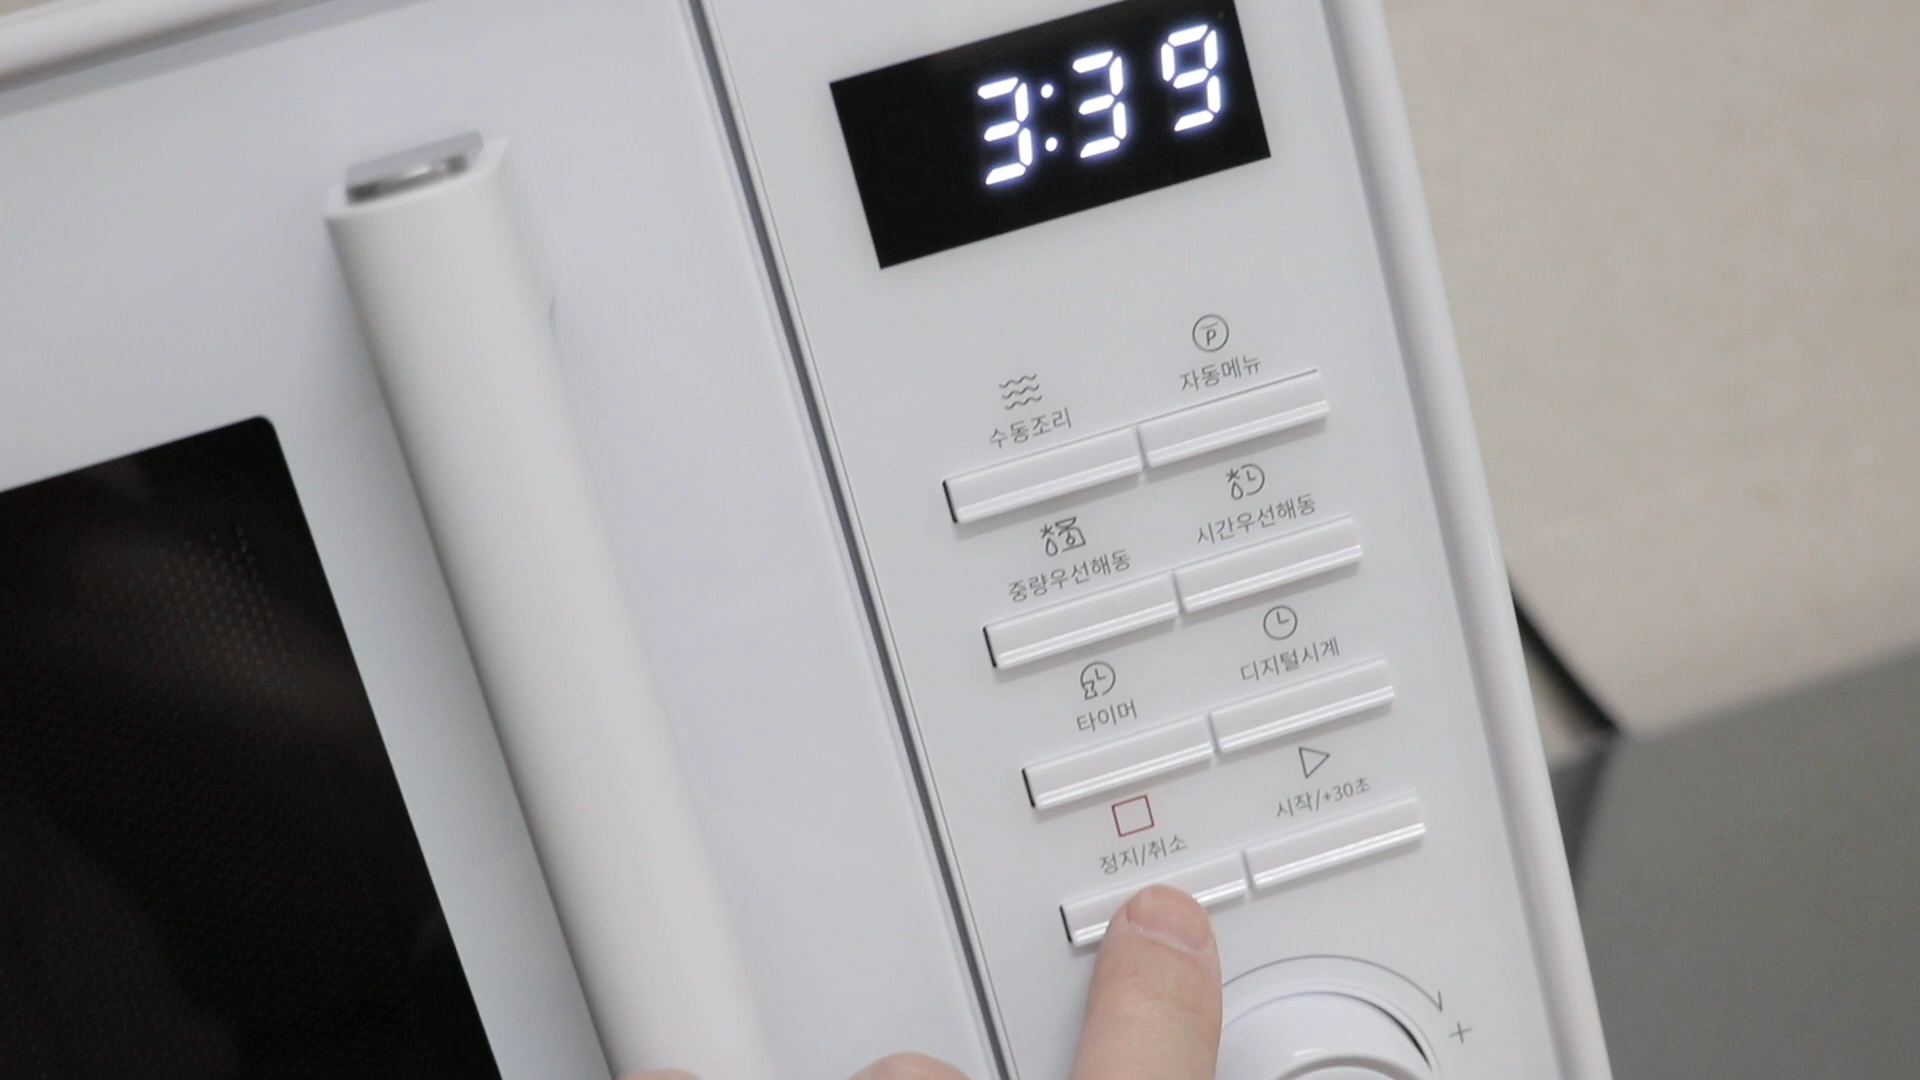 3:39
P
수동조리 자동메뉴
중량우선해동 시간우선해동
타이머 디지털시계
정지/취소 시작/+30초
+